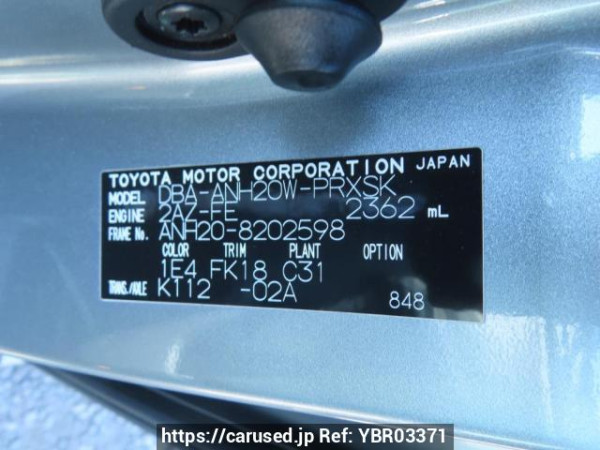 TOYOTA MOTOR CORPORATION JAPAN
MODEL DBA-ANH20W-PRXSK
ENGINE 2AZ-FE 2362 mL
FRAME No. ANH20-8202598
COLOR TRIM PLANT OPTION
1E4 FK18 C31
TRANS./AXLE K112 -02A
848
https://carused.jp Ref: YBR03371